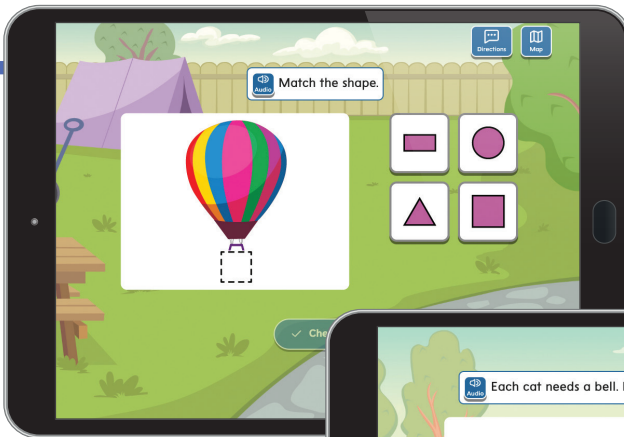 Directions
Map
Audio
Match the shape.
Audio
Each cat needs a bell.